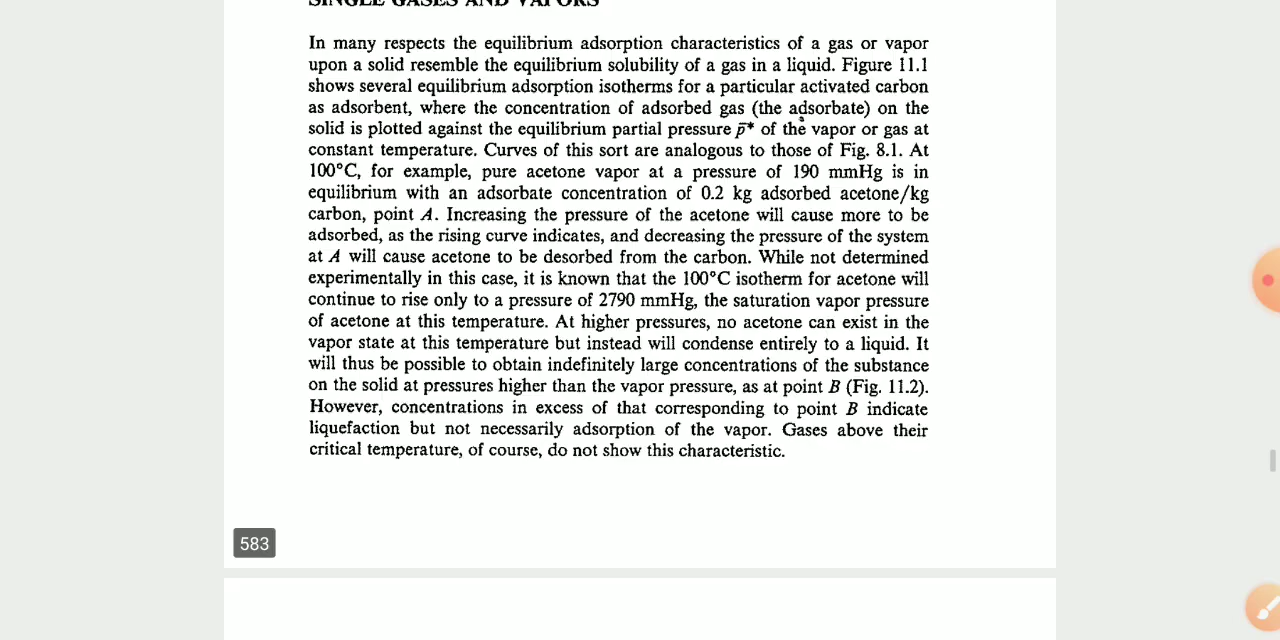 SINGLE GASES AND VAPORS
In many respects the equilibrium adsorption characteristics of a gas or vapor
upon a solid resemble the equilibrium solubility of a gas in a liquid. Figure 11.1
shows several equilibrium adsorption isotherms for a particular activated carbon
as adsorbent, where the concentration of adsorbed gas (the adsorbate) on the
solid is plotted against the equilibrium partial pressure p̄* of the vapor or gas at
constant temperature. Curves of this sort are analogous to those of Fig. 8.1. At
100°C, for example, pure acetone vapor at a pressure of 190 mmHg is in
equilibrium with an adsorbate concentration of 0.2 kg adsorbed acetone/kg
carbon, point A. Increasing the pressure of the acetone will cause more to be
adsorbed, as the rising curve indicates, and decreasing the pressure of the system
at A will cause acetone to be desorbed from the carbon. While not determined
experimentally in this case, it is known that the 100°C isotherm for acetone will
continue to rise only to a pressure of 2790 mmHg, the saturation vapor pressure
of acetone at this temperature. At higher pressures, no acetone can exist in the
vapor state at this temperature but instead will condense entirely to a liquid. It
will thus be possible to obtain indefinitely large concentrations of the substance
on the solid at pressures higher than the vapor pressure, as at point B (Fig. 11.2).
However, concentrations in excess of that corresponding to point B indicate
liquefaction but not necessarily adsorption of the vapor. Gases above their
critical temperature, of course, do not show this characteristic.
583